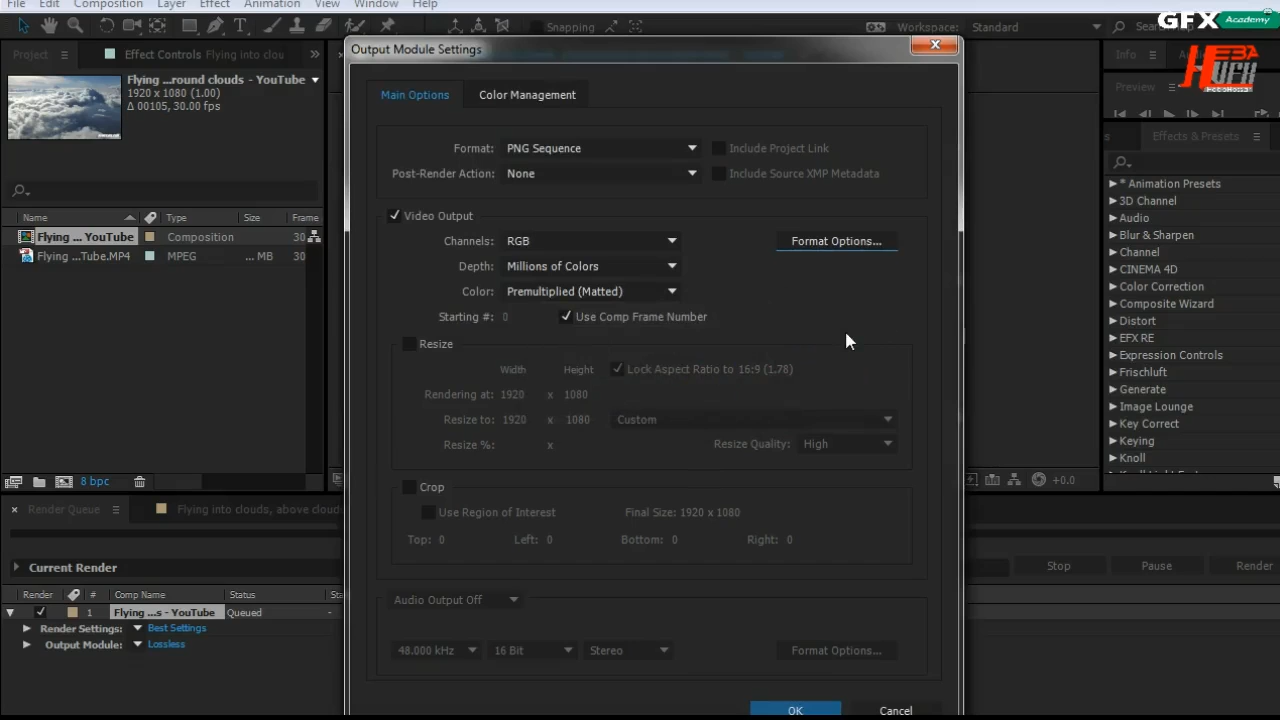 File Edit Composition Layer Effect Animation View Window Help
Snapping
Workspace: Standard
GFX Academy
Project
Effect Controls Flying into clou
Flying ...round clouds - YouTube
1920 x 1080 (1.00)
Δ 00105, 30.00 fps
Name Type Size Frame
Flying ... YouTube Composition 30
Flying ...Tube.MP4 MPEG ... MB 30
8 bpc
Output Module Settings
Main Options
Color Management
Format: PNG Sequence
Include Project Link
Post-Render Action: None
Include Source XMP Metadata
Video Output
Channels: RGB
Format Options...
Depth: Millions of Colors
Color: Premultiplied (Matted)
Starting #: 0
Use Comp Frame Number
Resize
Width Height
Lock Aspect Ratio to 16:9 (1.78)
Rendering at: 1920 x 1080
Resize to: 1920 x 1080 Custom
Resize %: x
Resize Quality: High
Crop
Use Region of Interest
Final Size: 1920 x 1080
Top: 0 Left: 0 Bottom: 0 Right: 0
Audio Output Off
48.000 kHz 16 Bit Stereo
Format Options...
OK Cancel
Info
Preview
Effects & Presets
* Animation Presets
3D Channel
Audio
Blur & Sharpen
Channel
CINEMA 4D
Color Correction
Composite Wizard
Distort
EFX RE
Expression Controls
Frischluft
Generate
Image Lounge
Key Correct
Keying
Knoll
+0.0
Render Queue
Flying into clouds, above cloud
Current Render
Stop Pause Render
Render # Comp Name Status
1 Flying ...s - YouTube Queued -
Render Settings: Best Settings
Output Module: Lossless